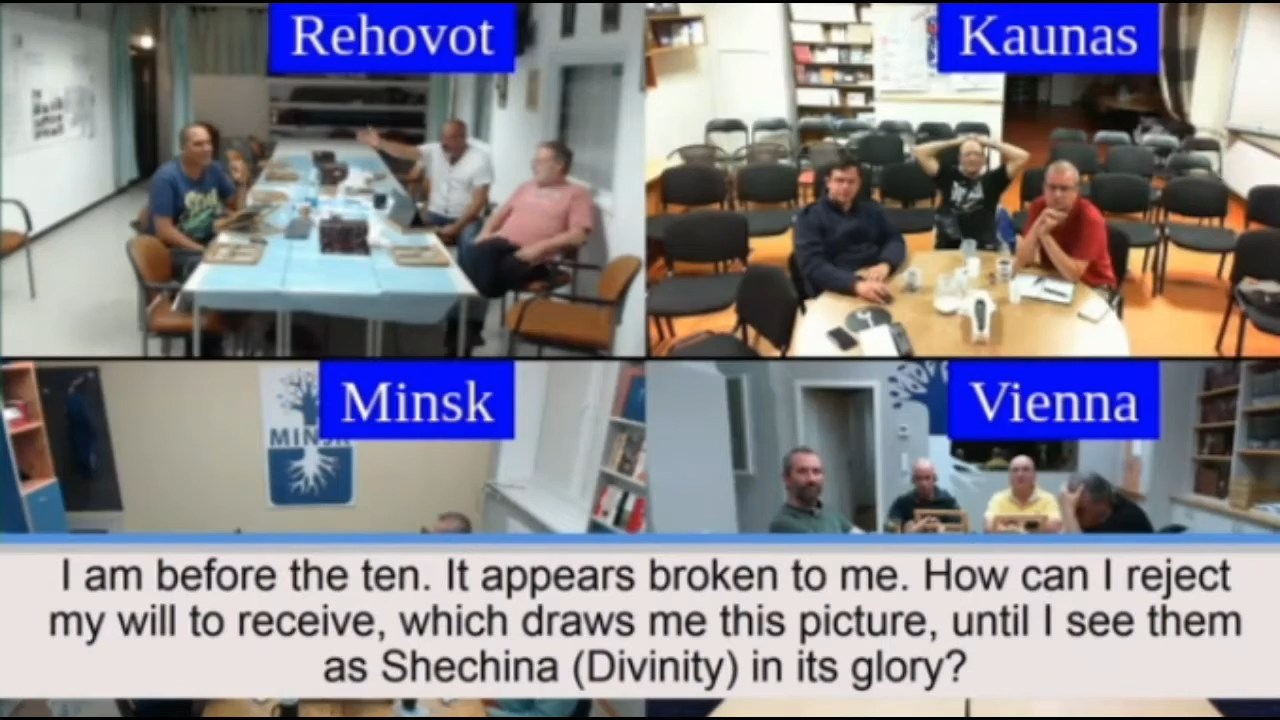 Rehovot
Kaunas
Minsk
Vienna
MINSK
I am before the ten. It appears broken to me. How can I reject
my will to receive, which draws me this picture, until I see them
as Shechina (Divinity) in its glory?